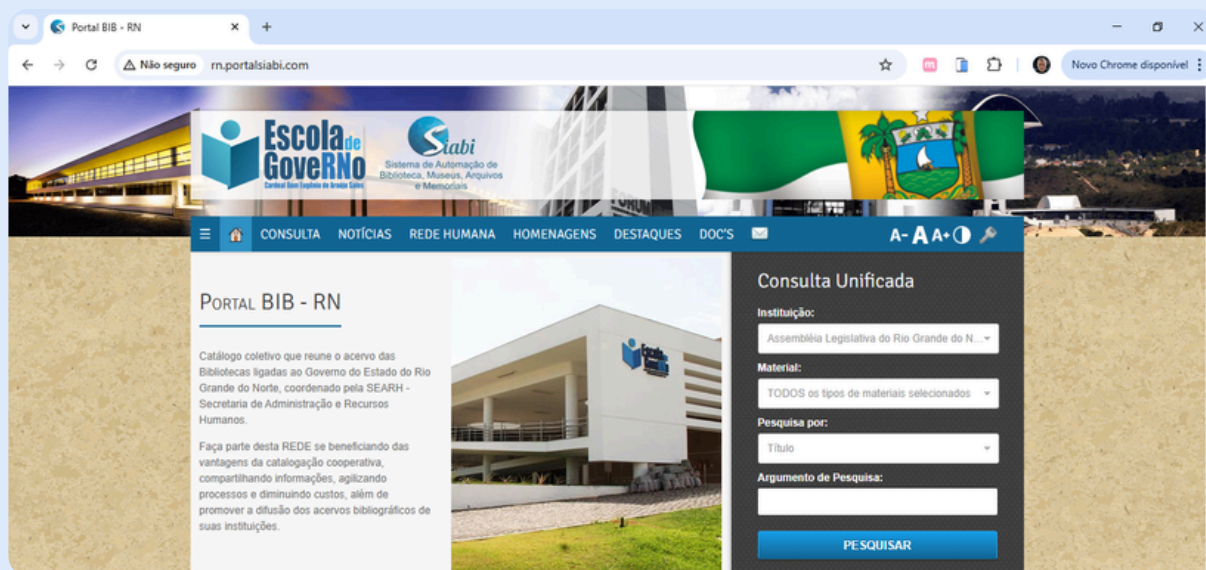 Portal BIB - RN
Não seguro rn.portalsiabi.com
Novo Chrome disponível
Escola de
GoveRNo
Cardeal Dom Eugênio de Araújo Sales
Siabi
Sistema de Automação de
Biblioteca, Museus, Arquivos
e Memoriais
FORUM
CONSULTA NOTÍCIAS REDE HUMANA HOMENAGENS DESTAQUES DOC'S A- A A+
PORTAL BIB - RN
Catálogo coletivo que reune o acervo das
Bibliotecas ligadas ao Governo do Estado do Rio
Grande do Norte, coordenado pela SEARH -
Secretaria de Administração e Recursos
Humanos.
Faça parte desta REDE se beneficiando das
vantagens da catalogação cooperativa,
compartilhando informações, agilizando
processos e diminuindo custos, além de
promover a difusão dos acervos bibliográficos de
suas instituições.
Escola
Consulta Unificada
Instituição:
Assembléia Legislativa do Rio Grande do N...
Material:
TODOS os tipos de materiais selecionados
Pesquisa por:
Título
Argumento de Pesquisa:
PESQUISAR